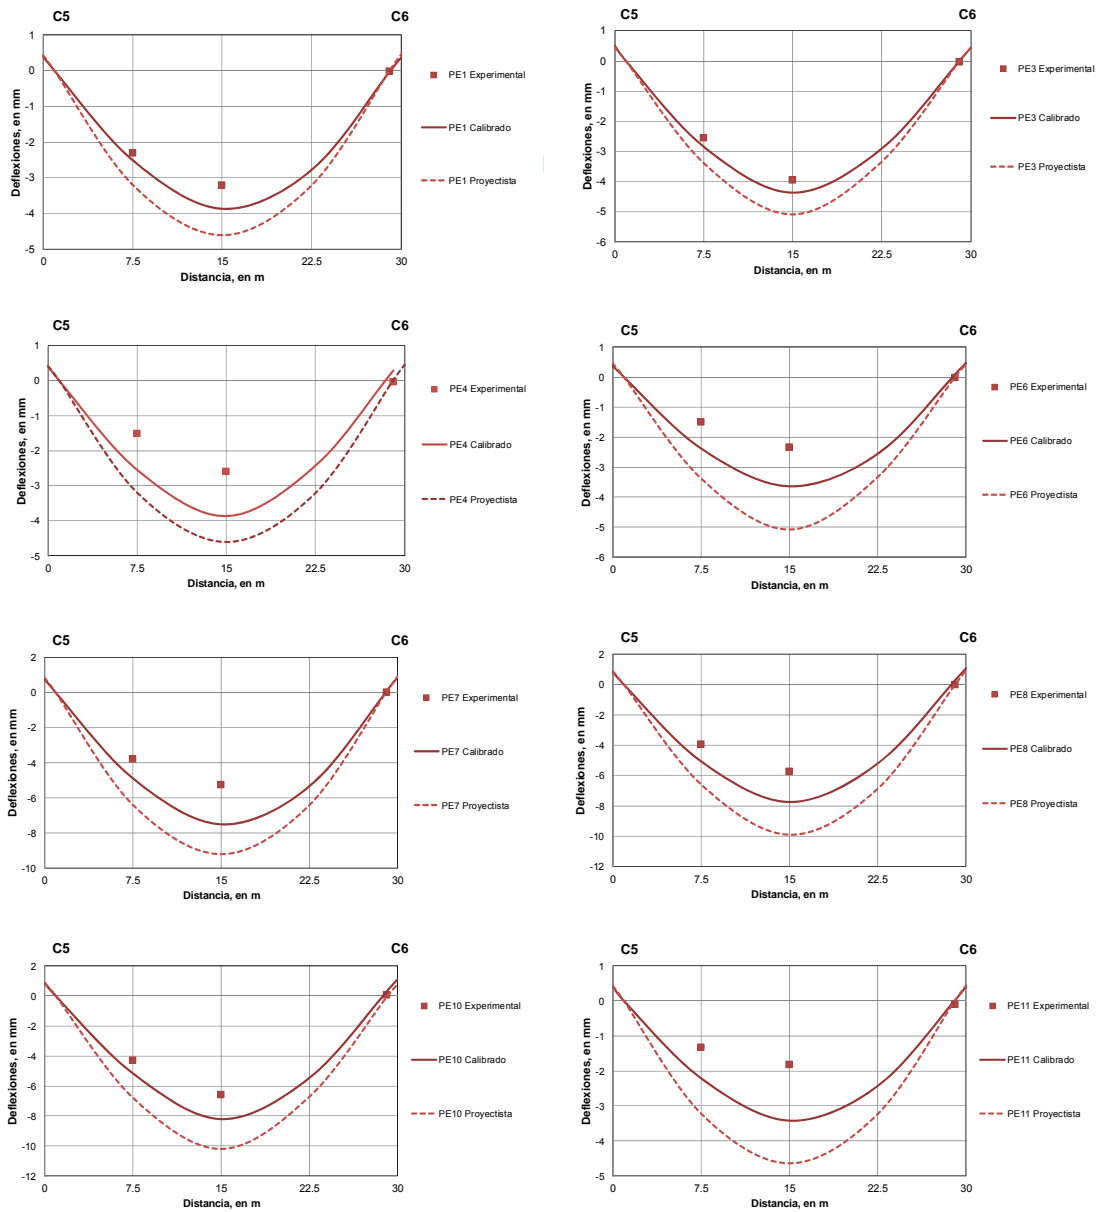 C5 C6
1
0
-1
-2
-3
-4
-5
0 7.5 15 22.5 30
Deflexiones, en mm
Distancia, en m
PE1 Experimental
PE1 Calibrado
PE1 Proyectista
C5 C6
1
0
-1
-2
-3
-4
-5
-6
0 7.5 15 22.5 30
Deflexiones, en mm
Distancia, en m
PE3 Experimental
PE3 Calibrado
PE3 Proyectista
C5 C6
1
0
-1
-2
-3
-4
-5
0 7.5 15 22.5 30
Deflexiones, en mm
Distancia, en m
PE4 Experimental
PE4 Calibrado
PE4 Proyectista
C5 C6
1
0
-1
-2
-3
-4
-5
-6
0 7.5 15 22.5 30
Deflexiones, en mm
Distancia, en m
PE6 Experimental
PE6 Calibrado
PE6 Proyectista
C5 C6
2
0
-2
-4
-6
-8
-10
0 7.5 15 22.5 30
Deflexiones, en mm
Distancia, en m
PE7 Experimental
PE7 Calibrado
PE7 Proyectista
C5 C6
2
0
-2
-4
-6
-8
-10
-12
0 7.5 15 22.5 30
Deflexiones, en mm
Distancia, en m
PE8 Experimental
PE8 Calibrado
PE8 Proyectista
C5 C6
2
0
-2
-4
-6
-8
-10
-12
0 7.5 15 22.5 30
Deflexiones, en mm
Distancia, en m
PE10 Experimental
PE10 Calibrado
PE10 Proyectista
C5 C6
1
0
-1
-2
-3
-4
-5
0 7.5 15 22.5 30
Deflexiones, en mm
Distancia, en m
PE11 Experimental
PE11 Calibrado
PE11 Proyectista